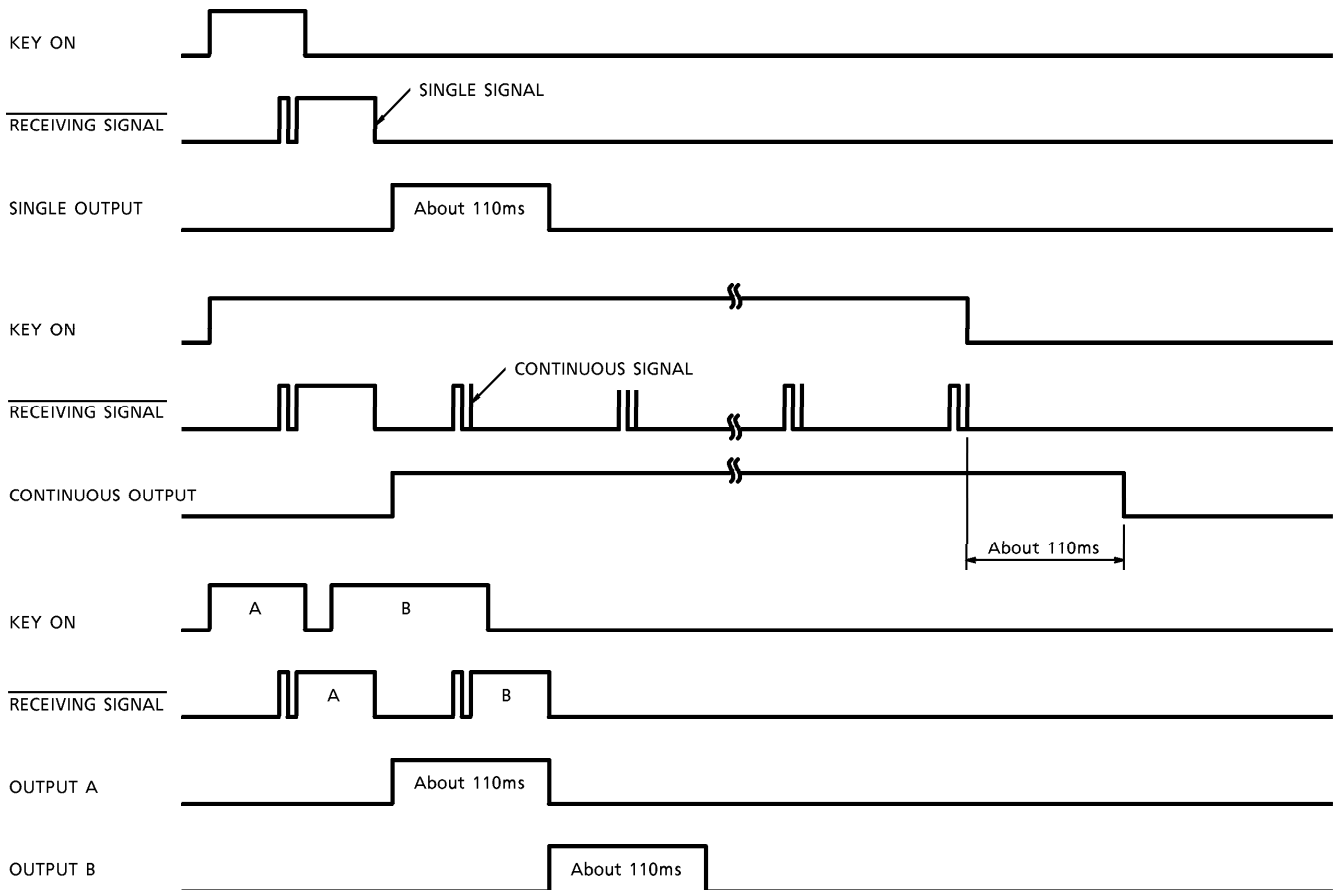 KEY ON
SINGLE SIGNAL
RECEIVING SIGNAL
SINGLE OUTPUT
About 110ms
KEY ON
CONTINUOUS SIGNAL
RECEIVING SIGNAL
CONTINUOUS OUTPUT
About 110ms
KEY ON
A
B
RECEIVING SIGNAL
A
B
OUTPUT A
About 110ms
OUTPUT B
About 110ms